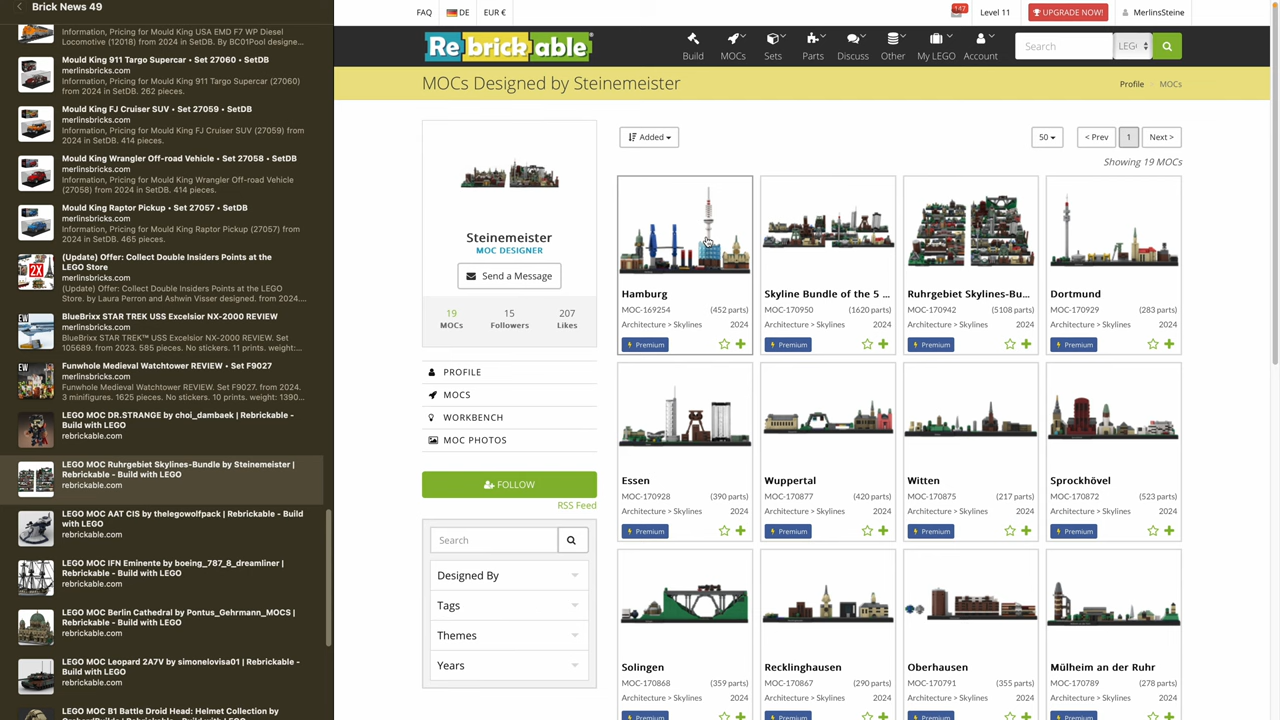 Brick News 49
Information, Pricing for Mould King USA EMD F7 WP Diesel
Locomotive (12018) from 2024 in SetDB. By BC01Pool designe...
Mould King 911 Targo Supercar • Set 27060 • SetDB
merlinsbricks.com
Information, Pricing for Mould King 911 Targo Supercar (27060)
from 2024 in SetDB. 262 pieces.
Mould King FJ Cruiser SUV • Set 27059 • SetDB
merlinsbricks.com
Information, Pricing for Mould King FJ Cruiser SUV (27059) from
2024 in SetDB. 414 pieces.
Mould King Wrangler Off-road Vehicle • Set 27058 • SetDB
merlinsbricks.com
Information, Pricing for Mould King Wrangler Off-road Vehicle
(27058) from 2024 in SetDB. 414 pieces.
Mould King Raptor Pickup • Set 27057 • SetDB
merlinsbricks.com
Information, Pricing for Mould King Raptor Pickup (27057) from
2024 in SetDB. 465 pieces.
2X
(Update) Offer: Collect Double Insiders Points at the
LEGO Store
merlinsbricks.com
(Update) Offer: Collect Double Insiders Points at the LEGO
Store. by Laura Perron and Ashwin Visser designed. from 2024....
BlueBrixx STAR TREK USS Excelsior NX-2000 REVIEW
merlinsbricks.com
BlueBrixx STAR TREK™ USS Excelsior NX-2000 REVIEW. Set
105689. from 2023. 585 pieces. No stickers. 11 prints. weight:...
Funwhole Medieval Watchtower REVIEW • Set F9027
merlinsbricks.com
Funwhole Medieval Watchtower REVIEW. Set F9027. from 2024.
3 minifigures. 1625 pieces. No stickers. 10 prints. weight: 1390...
LEGO MOC DR.STRANGE by choi_dambaek | Rebrickable -
Build with LEGO
rebrickable.com
LEGO MOC Ruhrgebiet Skylines-Bundle by Steinemeister |
Rebrickable - Build with LEGO
rebrickable.com
LEGO MOC AAT CIS by thelegowolfpack | Rebrickable - Build
with LEGO
rebrickable.com
LEGO MOC IFN Eminente by boeing_787_8_dreamliner |
Rebrickable - Build with LEGO
rebrickable.com
LEGO MOC Berlin Cathedral by Pontus_Gehrmann_MOCS |
Rebrickable - Build with LEGO
rebrickable.com
LEGO MOC Leopard 2A7V by simonelovisa01 | Rebrickable -
Build with LEGO
rebrickable.com
LEGO MOC B1 Battle Droid Head: Helmet Collection by
FAQ DE EUR € 147 Level 11 UPGRADE NOW! MerlinsSteine
Rebrickable
Build MOCs Sets Parts Discuss Other My LEGO Account Search LEG
MOCs Designed by Steinemeister
Profile MOCs
Steinemeister
MOC DESIGNER
Send a Message
19 15 207
MOCs Followers Likes
PROFILE
MOCS
WORKBENCH
MOC PHOTOS
FOLLOW
RSS Feed
Search
Designed By
Tags
Themes
Years
Added 50 < Prev 1 Next >
Showing 19 MOCs
Hamburg
MOC-169254 (452 parts)
Architecture > Skylines 2024
Premium
Skyline Bundle of the 5 ...
MOC-170950 (1620 parts)
Architecture > Skylines 2024
Premium
Ruhrgebiet Skylines-Bu...
MOC-170942 (5108 parts)
Architecture > Skylines 2024
Premium
Dortmund
MOC-170929 (283 parts)
Architecture > Skylines 2024
Premium
Essen
MOC-170928 (390 parts)
Architecture > Skylines 2024
Premium
Wuppertal
MOC-170877 (420 parts)
Architecture > Skylines 2024
Premium
Witten
MOC-170875 (217 parts)
Architecture > Skylines 2024
Premium
Sprockhövel
MOC-170872 (523 parts)
Architecture > Skylines 2024
Premium
Solingen
MOC-170868 (359 parts)
Architecture > Skylines 2024
Premium
Recklinghausen
MOC-170867 (290 parts)
Architecture > Skylines 2024
Premium
Oberhausen
MOC-170791 (355 parts)
Architecture > Skylines 2024
Premium
Mülheim an der Ruhr
MOC-170789 (278 parts)
Architecture > Skylines 2024
Premium